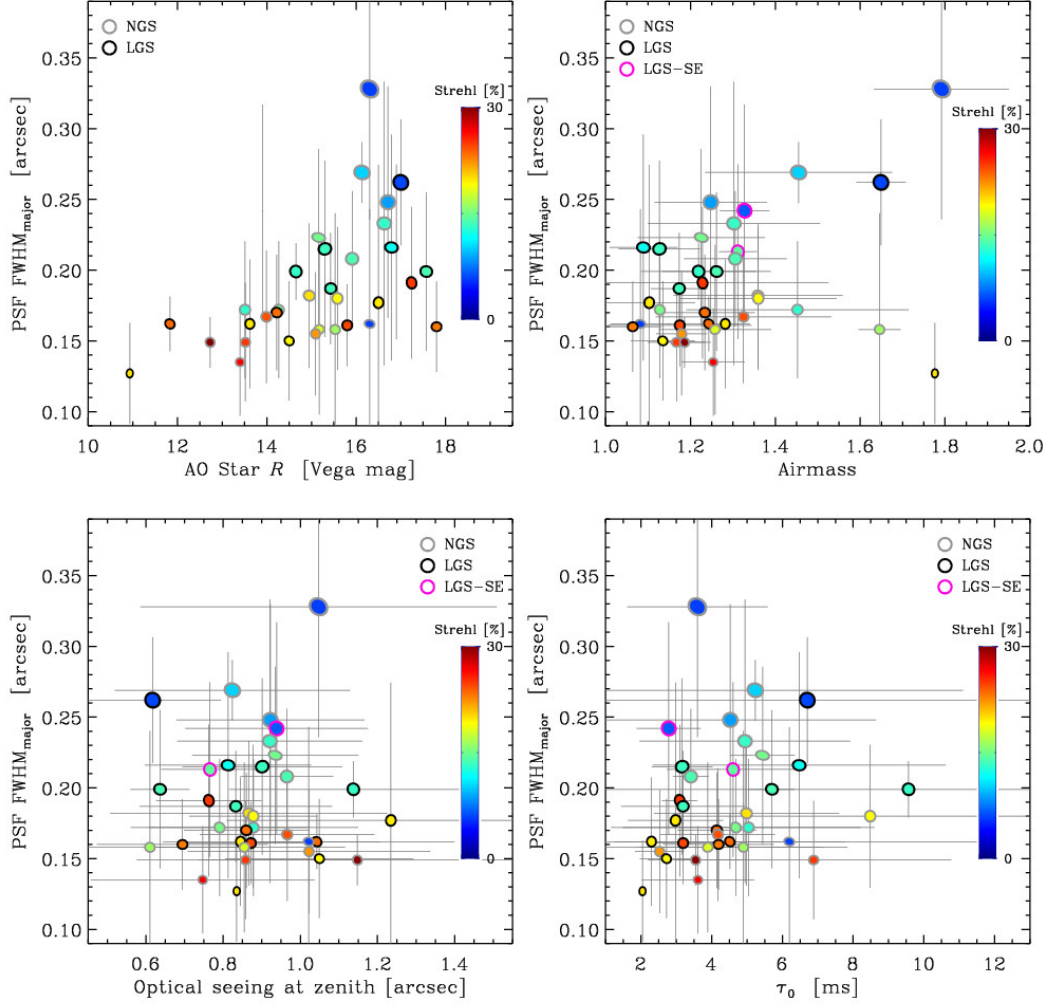 NGS
LGS
Strehl [%]
30
0
0.35
0.30
0.25
0.20
0.15
0.10
PSF FWHM_major [arcsec]
10 12 14 16 18
AO Star R [Vega mag]
NGS
LGS
LGS-SE
Strehl [%]
30
0
0.35
0.30
0.25
0.20
0.15
0.10
PSF FWHM_major [arcsec]
1.0 1.2 1.4 1.6 1.8 2.0
Airmass
NGS
LGS
LGS-SE
Strehl [%]
30
0
0.35
0.30
0.25
0.20
0.15
0.10
PSF FWHM_major [arcsec]
0.6 0.8 1.0 1.2 1.4
Optical seeing at zenith [arcsec]
NGS
LGS
LGS-SE
Strehl [%]
30
0
0.35
0.30
0.25
0.20
0.15
0.10
PSF FWHM_major [arcsec]
2 4 6 8 10 12
τ₀ [ms]